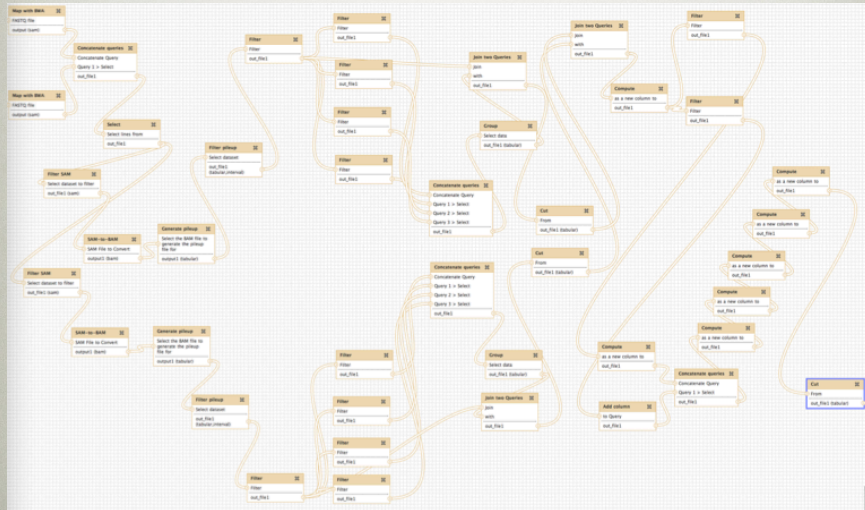 Map with BWA
FASTQ file
output (sam)
Concatenate queries
Concatenate Query
Query 1 > Select
out_file1
Map with BWA
FASTQ file
output (sam)
Select
Select lines from
out_file1
Filter SAM
Select dataset to filter
out_file1 (sam)
SAM-to-BAM
SAM File to Convert
output1 (bam)
Generate pileup
Select the BAM file to
generate the pileup
file for
output1 (tabular)
Filter pileup
Select dataset
out_file1
(tabular,interval)
Filter SAM
Select dataset to filter
out_file1 (sam)
SAM-to-BAM
SAM File to Convert
output1 (bam)
Generate pileup
Select the BAM file to
generate the pileup
file for
output1 (tabular)
Filter pileup
Select dataset
out_file1
(tabular,interval)
Filter
Filter
out_file1
Filter
Filter
out_file1
Filter
Filter
out_file1
Filter
Filter
out_file1
Filter
Filter
out_file1
Join two Queries
Join
with
out_file1
Group
Select data
out_file1 (tabular)
Concatenate queries
Concatenate Query
Query 1 > Select
Query 2 > Select
Query 3 > Select
out_file1
Cut
From
out_file1 (tabular)
Cut
From
out_file1 (tabular)
Concatenate queries
Concatenate Query
Query 1 > Select
Query 2 > Select
Query 3 > Select
out_file1
Filter
Filter
out_file1
Filter
Filter
out_file1
Filter
Filter
out_file1
Filter
Filter
out_file1
Filter
Filter
out_file1
Group
Select data
out_file1 (tabular)
Join two Queries
Join
with
out_file1
Join two Queries
Join
with
out_file1
Compute
as a new column to
out_file1
Filter
Filter
out_file1
Filter
Filter
out_file1
Compute
as a new column to
out_file1
Add column
to Query
out_file1
Concatenate queries
Concatenate Query
Query 1 > Select
out_file1
Compute
as a new column to
out_file1
Compute
as a new column to
out_file1
Compute
as a new column to
out_file1
Compute
as a new column to
out_file1
Compute
as a new column to
out_file1
Cut
From
out_file1 (tabular)